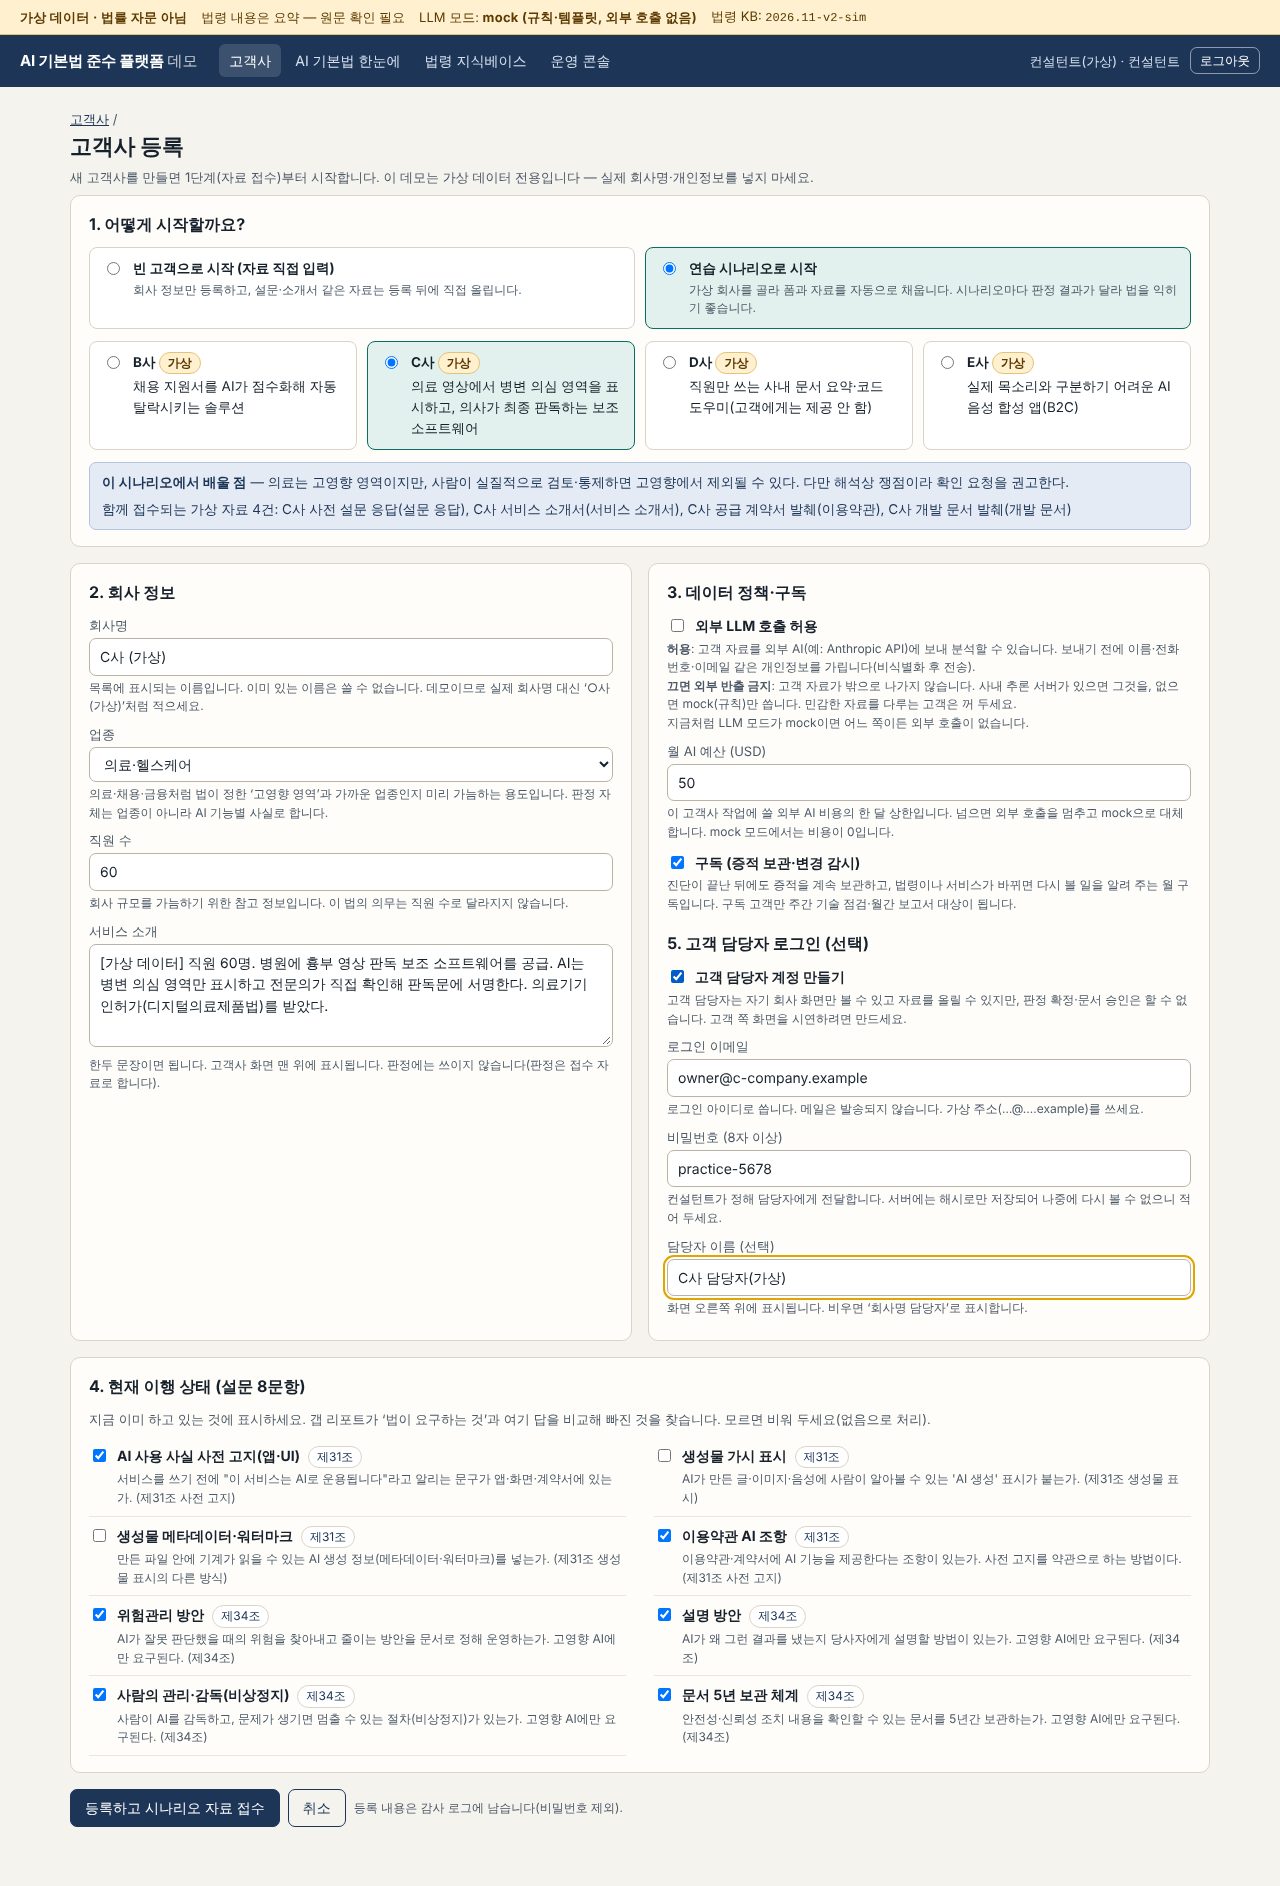 가상 데이터 · 법률 자문 아님 법령 내용은 요약 — 원문 확인 필요 LLM 모드: mock (규칙·템플릿, 외부 호출 없음) 법령 KB: 2026.11-v2-sim
AI 기본법 준수 플랫폼 데모 고객사 AI 기본법 한눈에 법령 지식베이스 운영 콘솔 컨설턴트(가상) · 컨설턴트 로그아웃
고객사 /
고객사 등록
새 고객사를 만들면 1단계(자료 접수)부터 시작합니다. 이 데모는 가상 데이터 전용입니다 — 실제 회사명·개인정보를 넣지 마세요.
1. 어떻게 시작할까요?
빈 고객으로 시작 (자료 직접 입력)
회사 정보만 등록하고, 설문·소개서 같은 자료는 등록 뒤에 직접 올립니다.
연습 시나리오로 시작
가상 회사를 골라 폼과 자료를 자동으로 채웁니다. 시나리오마다 판정 결과가 달라 법을 익히
기 좋습니다.
B사 가상
채용 지원서를 AI가 점수화해 자동
탈락시키는 솔루션
C사 가상
의료 영상에서 병변 의심 영역을 표
시하고, 의사가 최종 판독하는 보조
소프트웨어
D사 가상
직원만 쓰는 사내 문서 요약·코드
도우미(고객에게는 제공 안 함)
E사 가상
실제 목소리와 구분하기 어려운 AI
음성 합성 앱(B2C)
이 시나리오에서 배울 점 — 의료는 고영향 영역이지만, 사람이 실질적으로 검토·통제하면 고영향에서 제외될 수 있다. 다만 해석상 쟁점이라 확인 요청을 권고한다.
함께 접수되는 가상 자료 4건: C사 사전 설문 응답(설문 응답), C사 서비스 소개서(서비스 소개서), C사 공급 계약서 발췌(이용약관), C사 개발 문서 발췌(개발 문서)
2. 회사 정보
회사명
C사 (가상)
목록에 표시되는 이름입니다. 이미 있는 이름은 쓸 수 없습니다. 데모이므로 실제 회사명 대신 ‘○사
(가상)’처럼 적으세요.
업종
의료·헬스케어
의료·채용·금융처럼 법이 정한 ‘고영향 영역’과 가까운 업종인지 미리 가늠하는 용도입니다. 판정 자
체는 업종이 아니라 AI 기능별 사실로 합니다.
직원 수
60
회사 규모를 가늠하기 위한 참고 정보입니다. 이 법의 의무는 직원 수로 달라지지 않습니다.
서비스 소개
[가상 데이터] 직원 60명. 병원에 흉부 영상 판독 보조 소프트웨어를 공급. AI는
병변 의심 영역만 표시하고 전문의가 직접 확인해 판독문에 서명한다. 의료기기
인허가(디지털의료제품법)를 받았다.
한두 문장이면 됩니다. 고객사 화면 맨 위에 표시됩니다. 판정에는 쓰이지 않습니다(판정은 접수 자
료로 합니다).
3. 데이터 정책·구독
외부 LLM 호출 허용
허용: 고객 자료를 외부 AI(예: Anthropic API)에 보내 분석할 수 있습니다. 보내기 전에 이름·전화
번호·이메일 같은 개인정보를 가립니다(비식별화 후 전송).
끄면 외부 반출 금지: 고객 자료가 밖으로 나가지 않습니다. 사내 추론 서버가 있으면 그것을, 없으
면 mock(규칙)만 씁니다. 민감한 자료를 다루는 고객은 꺼 두세요.
지금처럼 LLM 모드가 mock이면 어느 쪽이든 외부 호출이 없습니다.
월 AI 예산 (USD)
50
이 고객사 작업에 쓸 외부 AI 비용의 한 달 상한입니다. 넘으면 외부 호출을 멈추고 mock으로 대체
합니다. mock 모드에서는 비용이 0입니다.
구독 (증적 보관·변경 감시)
진단이 끝난 뒤에도 증적을 계속 보관하고, 법령이나 서비스가 바뀌면 다시 볼 일을 알려 주는 월 구
독입니다. 구독 고객만 주간 기술 점검·월간 보고서 대상이 됩니다.
5. 고객 담당자 로그인 (선택)
고객 담당자 계정 만들기
고객 담당자는 자기 회사 화면만 볼 수 있고 자료를 올릴 수 있지만, 판정 확정·문서 승인은 할 수 없
습니다. 고객 쪽 화면을 시연하려면 만드세요.
로그인 이메일
owner@c-company.example
로그인 아이디로 씁니다. 메일은 발송되지 않습니다. 가상 주소(…@….example)를 쓰세요.
비밀번호 (8자 이상)
practice-5678
컨설턴트가 정해 담당자에게 전달합니다. 서버에는 해시로만 저장되어 나중에 다시 볼 수 없으니 적
어 두세요.
담당자 이름 (선택)
C사 담당자(가상)
화면 오른쪽 위에 표시됩니다. 비우면 ‘회사명 담당자’로 표시합니다.
4. 현재 이행 상태 (설문 8문항)
지금 이미 하고 있는 것에 표시하세요. 갭 리포트가 ‘법이 요구하는 것’과 여기 답을 비교해 빠진 것을 찾습니다. 모르면 비워 두세요(없음으로 처리).
AI 사용 사실 사전 고지(앱·UI) 제31조
서비스를 쓰기 전에 "이 서비스는 AI로 운용됩니다"라고 알리는 문구가 앱·화면·계약서에 있는
가. (제31조 사전 고지)
생성물 가시 표시 제31조
AI가 만든 글·이미지·음성에 사람이 알아볼 수 있는 'AI 생성' 표시가 붙는가. (제31조 생성물 표
시)
생성물 메타데이터·워터마크 제31조
만든 파일 안에 기계가 읽을 수 있는 AI 생성 정보(메타데이터·워터마크)를 넣는가. (제31조 생성
물 표시의 다른 방식)
이용약관 AI 조항 제31조
이용약관·계약서에 AI 기능을 제공한다는 조항이 있는가. 사전 고지를 약관으로 하는 방법이다.
(제31조 사전 고지)
위험관리 방안 제34조
AI가 잘못 판단했을 때의 위험을 찾아내고 줄이는 방안을 문서로 정해 운영하는가. 고영향 AI에
만 요구된다. (제34조)
설명 방안 제34조
AI가 왜 그런 결과를 냈는지 당사자에게 설명할 방법이 있는가. 고영향 AI에만 요구된다. (제34
조)
사람의 관리·감독(비상정지) 제34조
사람이 AI를 감독하고, 문제가 생기면 멈출 수 있는 절차(비상정지)가 있는가. 고영향 AI에만 요
구된다. (제34조)
문서 5년 보관 체계 제34조
안전성·신뢰성 조치 내용을 확인할 수 있는 문서를 5년간 보관하는가. 고영향 AI에만 요구된다.
(제34조)
등록하고 시나리오 자료 접수 취소 등록 내용은 감사 로그에 남습니다(비밀번호 제외).